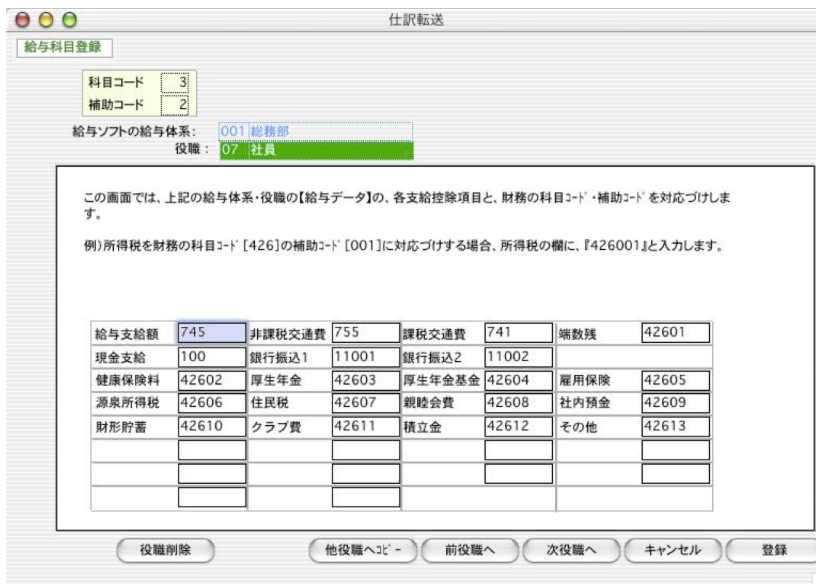 仕訳転送
給与科目登録
科目コード 3
補助コード 2
給与ソフトの給与体系: 001 総務部
役職: 07 社員
この画面では、上記の給与体系・役職の【給与データ】の、各支給控除項目と、財務の科目ｺｰﾄﾞ・補助ｺｰﾄﾞを対応づけしま
す。
例)所得税を財務の科目ｺｰﾄﾞ[426]の補助ｺｰﾄﾞ[001]に対応づけする場合、所得税の欄に、『426001』と入力します。
給与支給額 745 非課税交通費 755 課税交通費 741 端数残 42601
現金支給 100 銀行振込1 11001 銀行振込2 11002
健康保険料 42602 厚生年金 42603 厚生年金基金 42604 雇用保険 42605
源泉所得税 42606 住民税 42607 親睦会費 42608 社内預金 42609
財形貯蓄 42610 クラブ費 42611 積立金 42612 その他 42613
役職削除 他役職へｺﾋﾟｰ 前役職へ 次役職へ キャンセル 登録